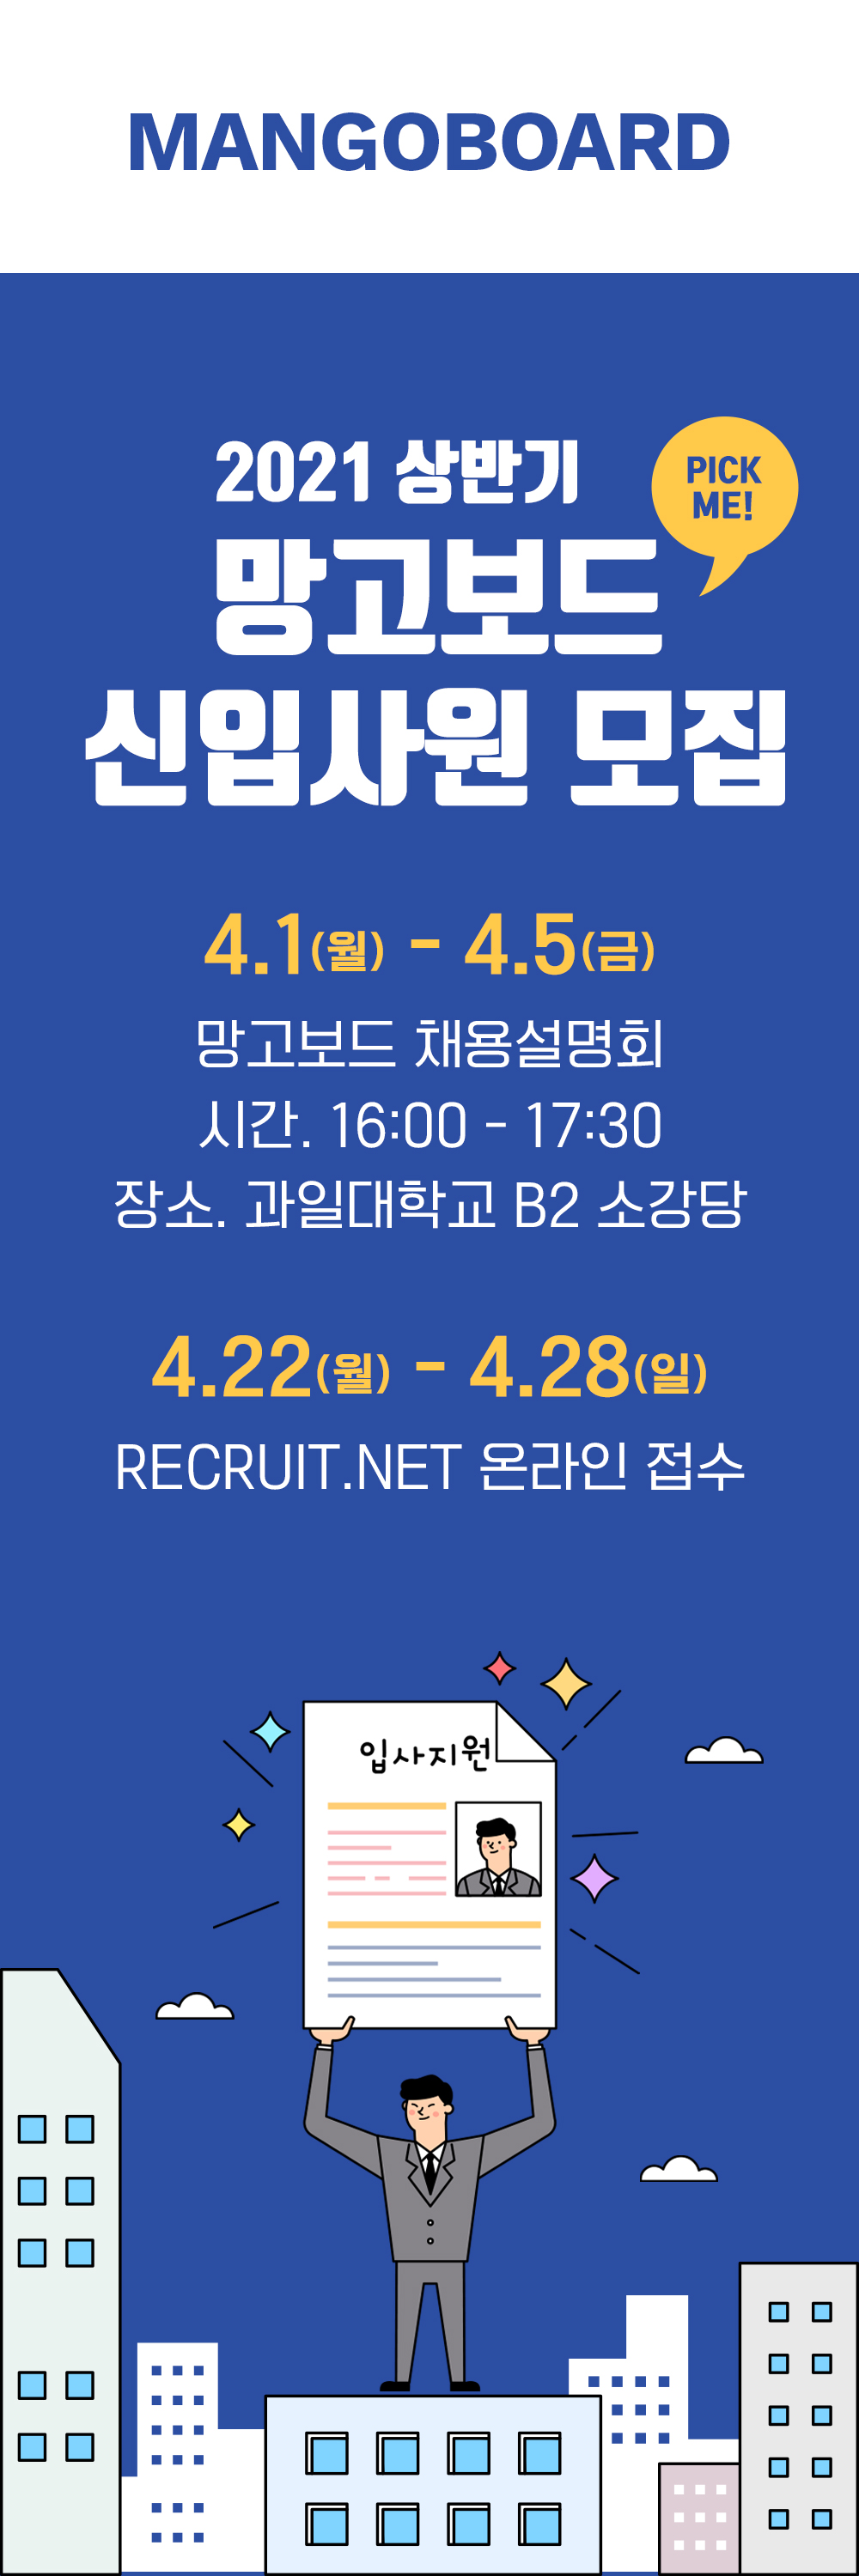 MANGOBOARD
2021 상반기
PICK
ME!
망고보드
신입사원 모집
4.1(월) - 4.5(금)
망고보드 채용설명회
시간. 16:00 - 17:30
장소. 과일대학교 B2 소강당
4.22(월) - 4.28(일)
RECRUIT.NET 온라인 접수
입사지원